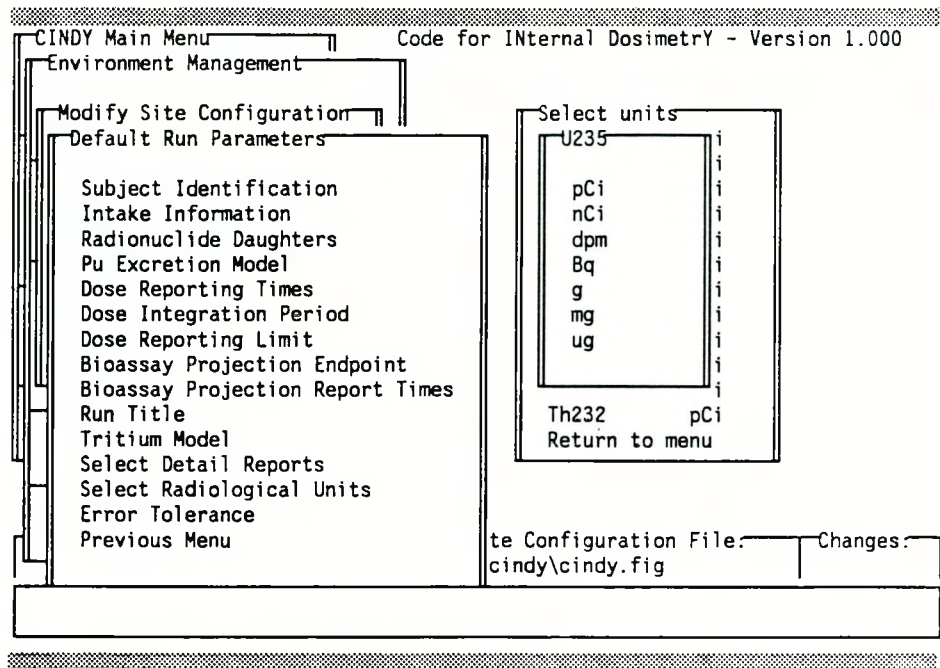 CINDY Main Menu
Code for INternal DosimetrY - Version 1.000
Environment Management
Modify Site Configuration
Default Run Parameters
Subject Identification
Intake Information
Radionuclide Daughters
Pu Excretion Model
Dose Reporting Times
Dose Integration Period
Dose Reporting Limit
Bioassay Projection Endpoint
Bioassay Projection Report Times
Run Title
Tritium Model
Select Detail Reports
Select Radiological Units
Error Tolerance
Previous Menu
Select units
U235 i
i
pCi i
nCi i
dpm i
Bq i
g i
mg i
ug i
i
i
Th232 pCi
Return to menu
te Configuration File:
cindy\cindy.fig
Changes: